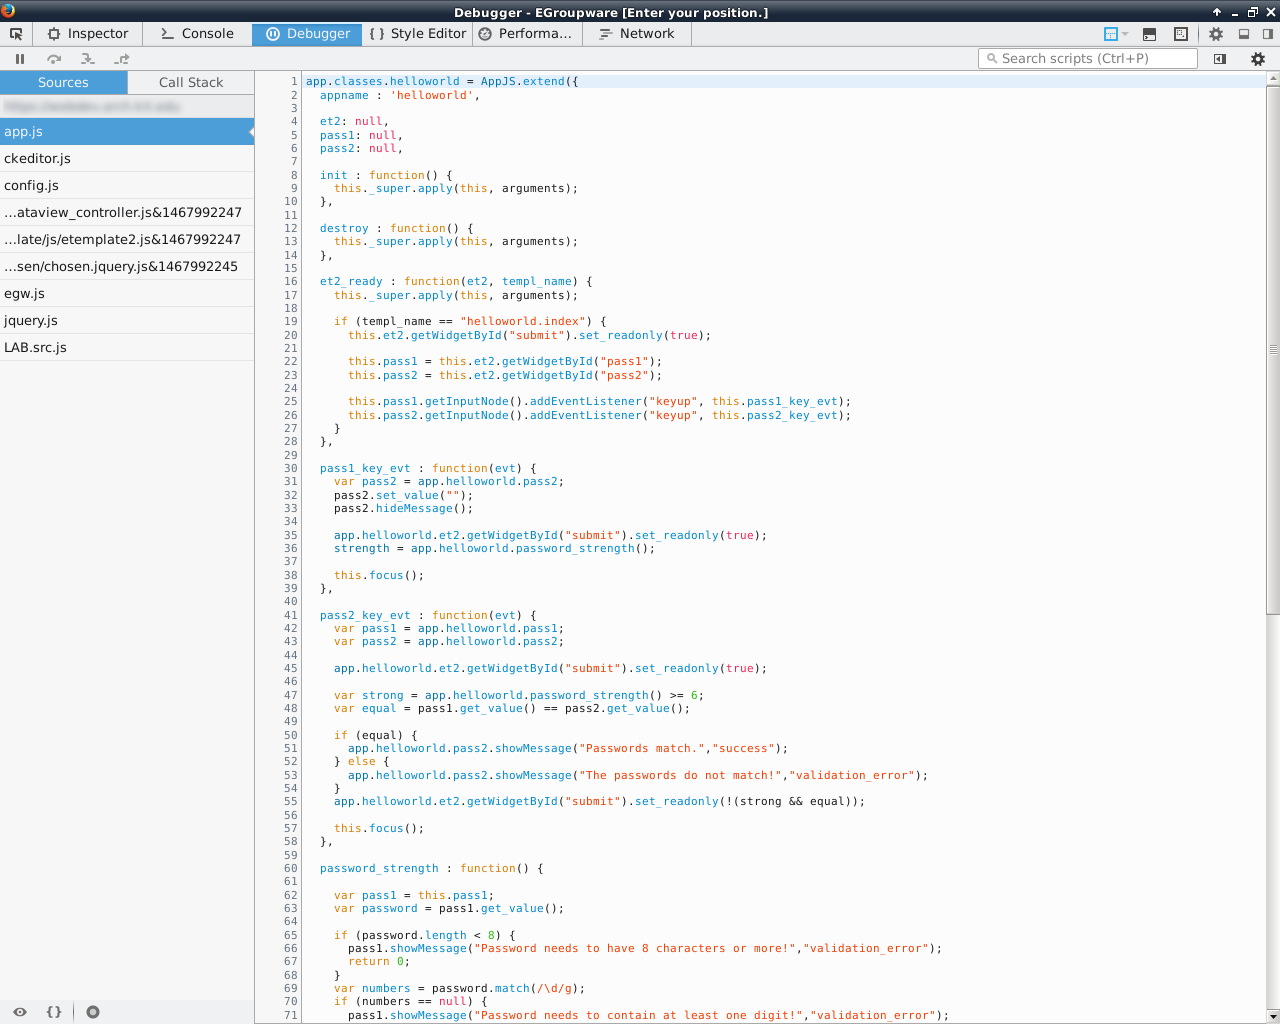 Debugger - EGroupware [Enter your position.]
Inspector Console Debugger { } Style Editor Performa... Network
Search scripts (Ctrl+P)
Sources Call Stack
app.js
ckeditor.js
config.js
...ataview_controller.js&1467992247
...late/js/etemplate2.js&1467992247
...sen/chosen.jquery.js&1467992245
egw.js
jquery.js
LAB.src.js
{}
1 app.classes.helloworld = AppJS.extend({
2   appname : 'helloworld',
3
4   et2: null,
5   pass1: null,
6   pass2: null,
7
8   init : function() {
9     this._super.apply(this, arguments);
10   },
11
12   destroy : function() {
13     this._super.apply(this, arguments);
14   },
15
16   et2_ready : function(et2, templ_name) {
17     this._super.apply(this, arguments);
18
19     if (templ_name == "helloworld.index") {
20       this.et2.getWidgetById("submit").set_readonly(true);
21
22       this.pass1 = this.et2.getWidgetById("pass1");
23       this.pass2 = this.et2.getWidgetById("pass2");
24
25       this.pass1.getInputNode().addEventListener("keyup", this.pass1_key_evt);
26       this.pass2.getInputNode().addEventListener("keyup", this.pass2_key_evt);
27     }
28   },
29
30   pass1_key_evt : function(evt) {
31     var pass2 = app.helloworld.pass2;
32     pass2.set_value("");
33     pass2.hideMessage();
34
35     app.helloworld.et2.getWidgetById("submit").set_readonly(true);
36     strength = app.helloworld.password_strength();
37
38     this.focus();
39   },
40
41   pass2_key_evt : function(evt) {
42     var pass1 = app.helloworld.pass1;
43     var pass2 = app.helloworld.pass2;
44
45     app.helloworld.et2.getWidgetById("submit").set_readonly(true);
46
47     var strong = app.helloworld.password_strength() >= 6;
48     var equal = pass1.get_value() == pass2.get_value();
49
50     if (equal) {
51       app.helloworld.pass2.showMessage("Passwords match.","success");
52     } else {
53       app.helloworld.pass2.showMessage("The passwords do not match!","validation_error");
54     }
55     app.helloworld.et2.getWidgetById("submit").set_readonly(!(strong && equal));
56
57     this.focus();
58   },
59
60   password_strength : function() {
61
62     var pass1 = this.pass1;
63     var password = pass1.get_value();
64
65     if (password.length < 8) {
66       pass1.showMessage("Password needs to have 8 characters or more!","validation_error");
67       return 0;
68     }
69     var numbers = password.match(/\d/g);
70     if (numbers == null) {
71       pass1.showMessage("Password needs to contain at least one digit!","validation_error");